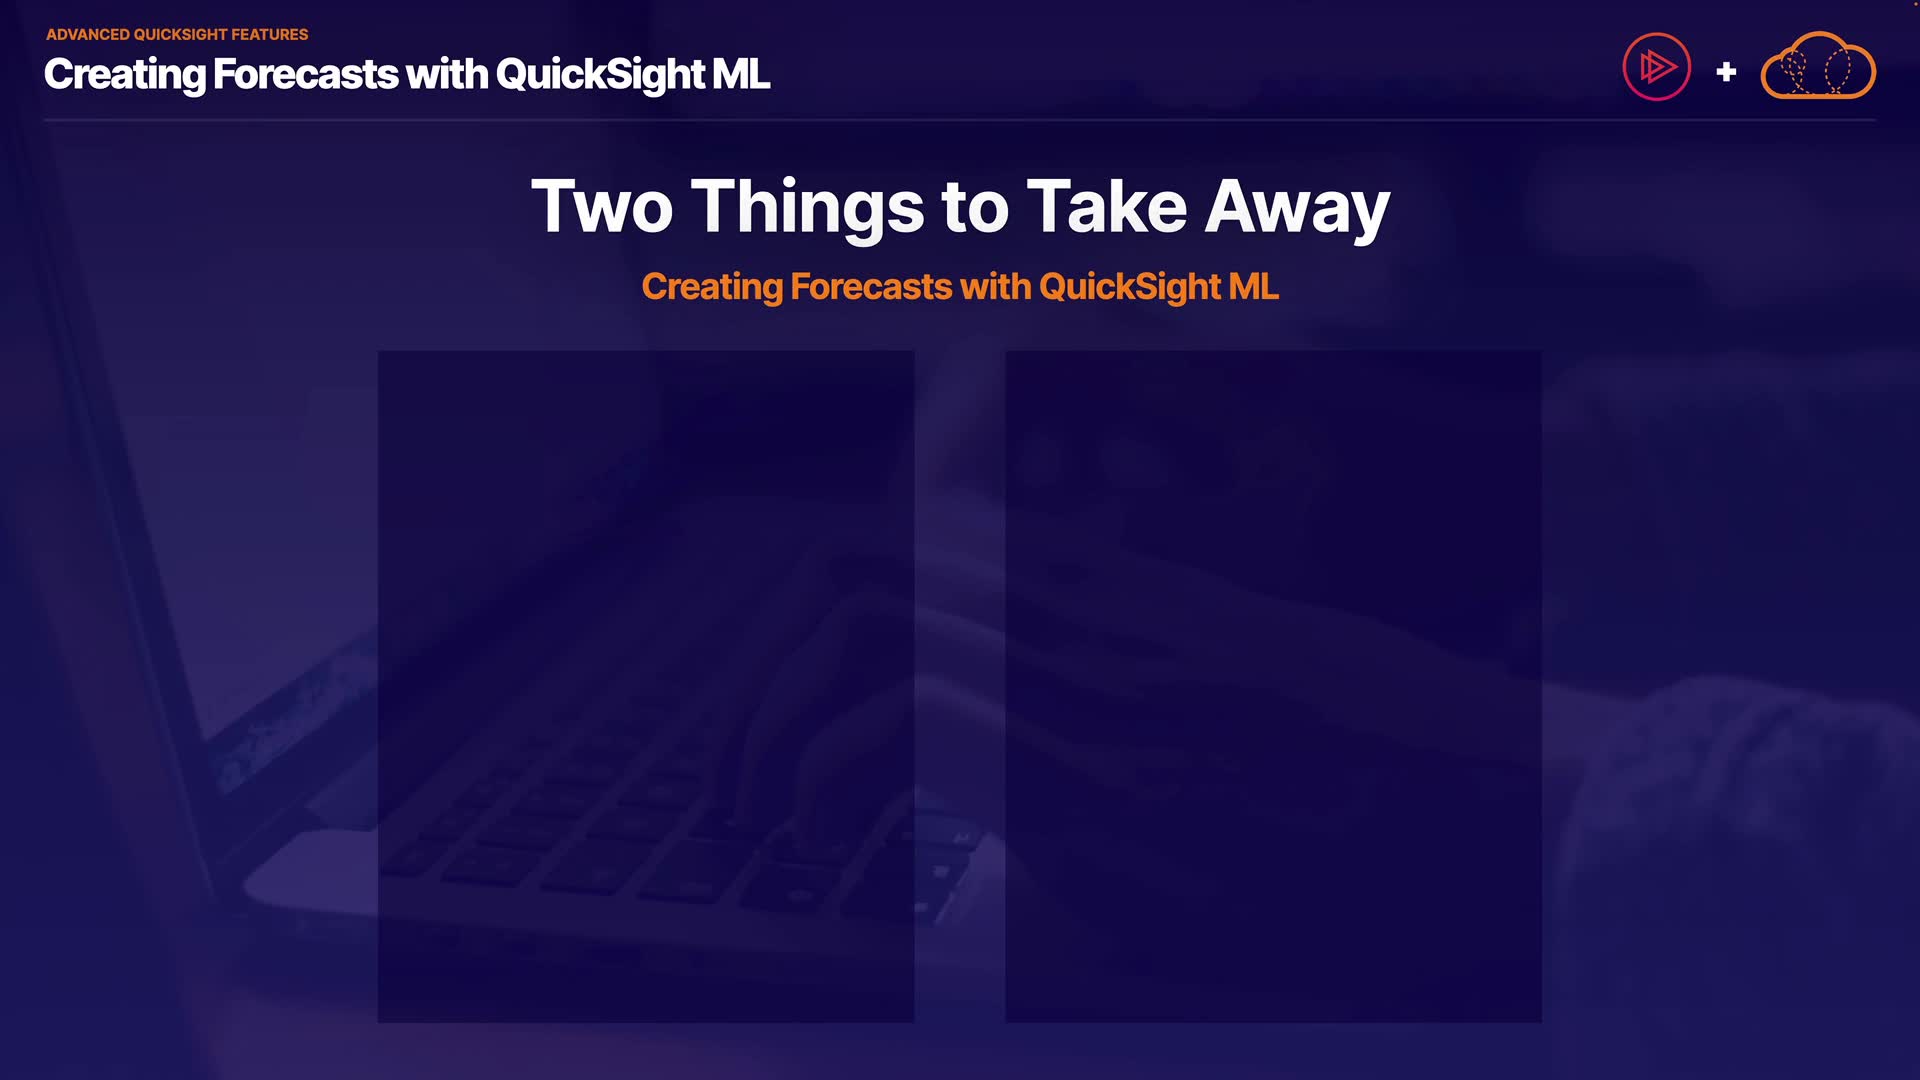 ADVANCED QUICKSIGHT FEATURES
Creating Forecasts with QuickSight ML
+
Two Things to Take Away
Creating Forecasts with QuickSight ML